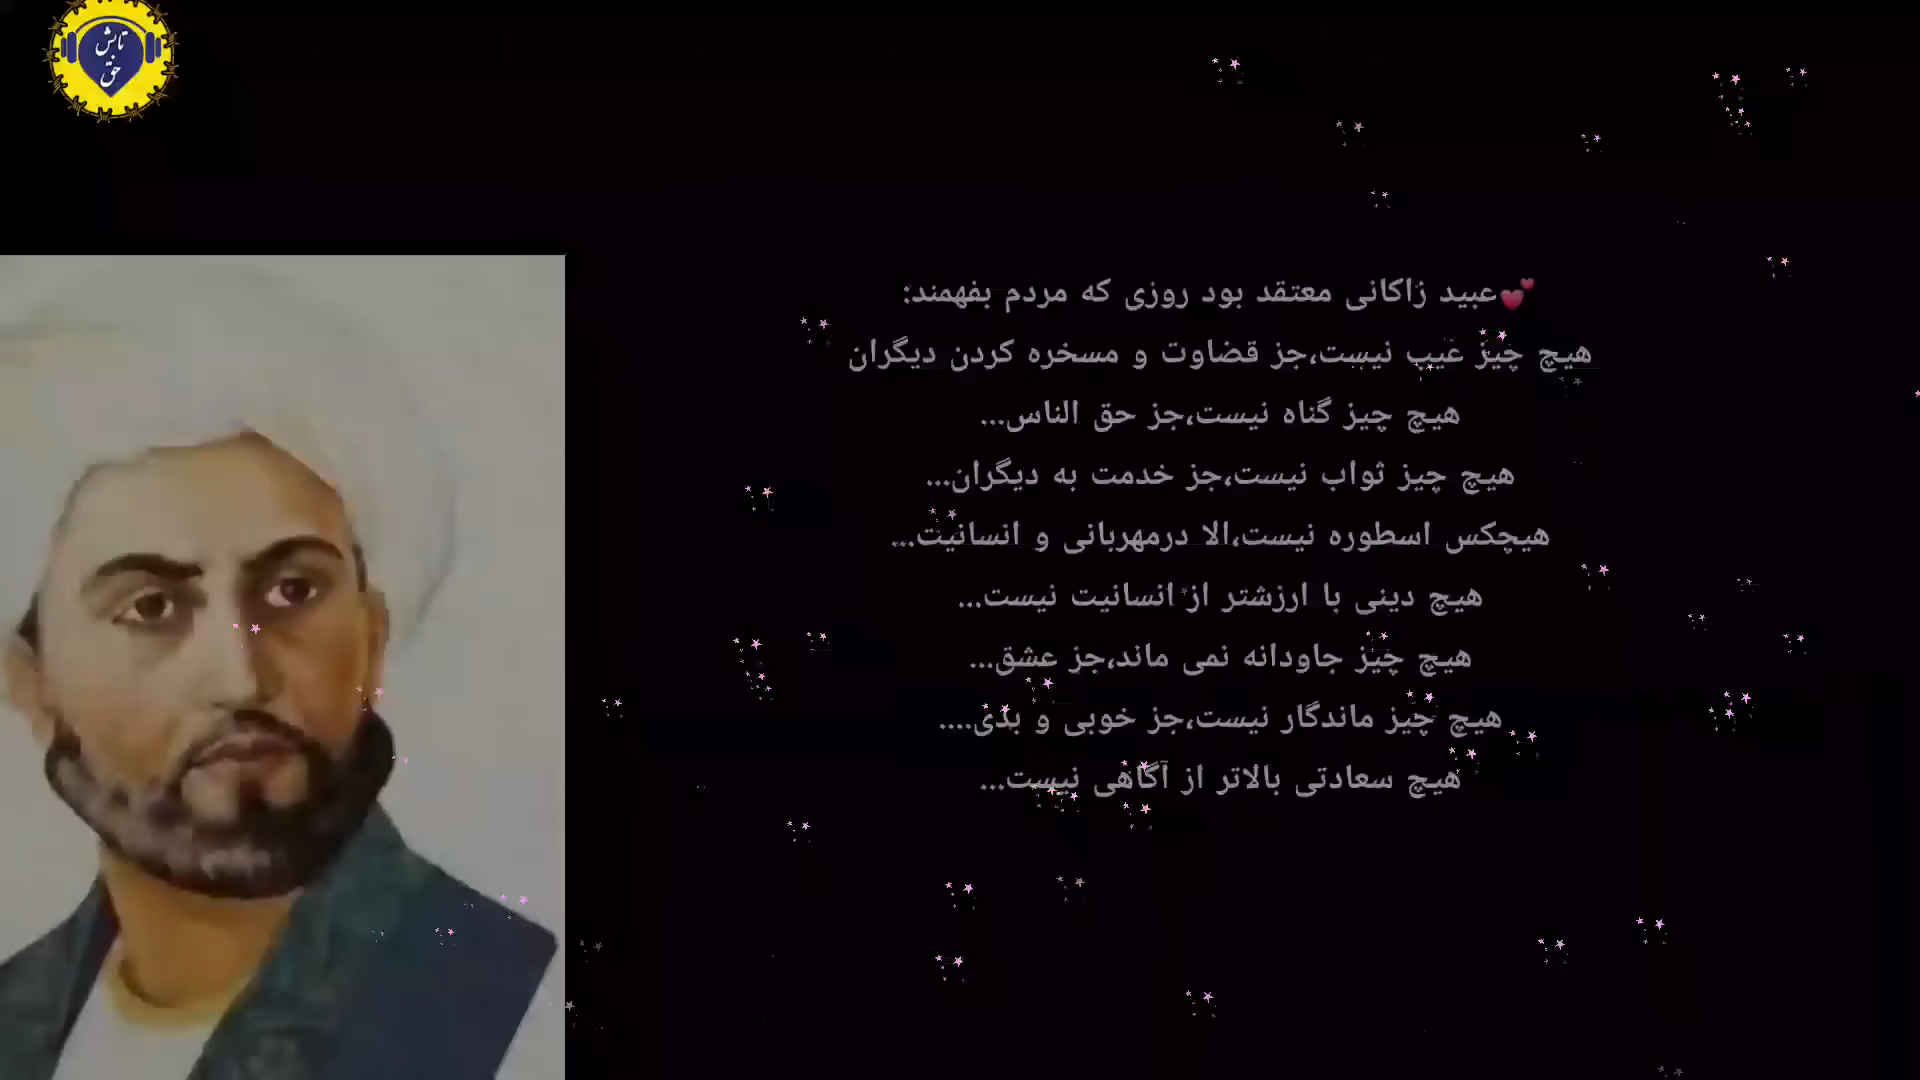 تابش
حق
💕عبید زاکانی معتقد بود روزی که مردم بفهمند:
هیچ چیز عیب نیست،جز قضاوت و مسخره کردن دیگران
هیچ چیز گناه نیست،جز حق الناس...
هیچ چیز ثواب نیست،جز خدمت به دیگران...
هیچکس اسطوره نیست،الا درمهربانی و انسانیت...
هیچ دینی با ارزشتر از انسانیت نیست...
هیچ چیز جاودانه نمی ماند،جز عشق...
هیچ چیز ماندگار نیست،جز خوبی و بدی....
هیچ سعادتی بالاتر از آگاهی نیست...